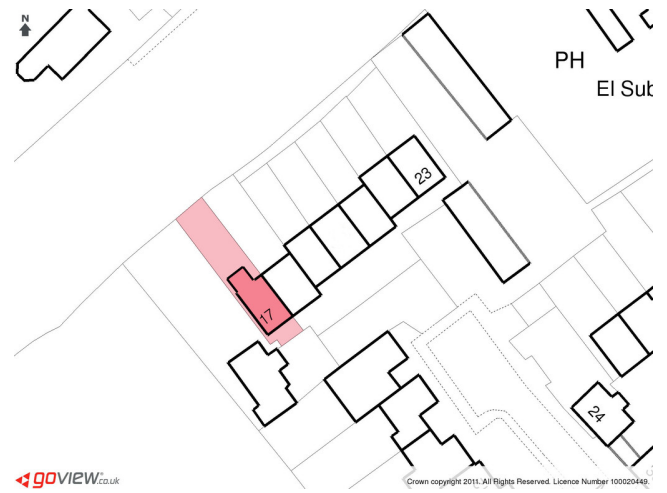 N
PH
El Sub
23
17
24
goview.co.uk
Crown copyright 2011. All Rights Reserved. Licence Number 100020449.